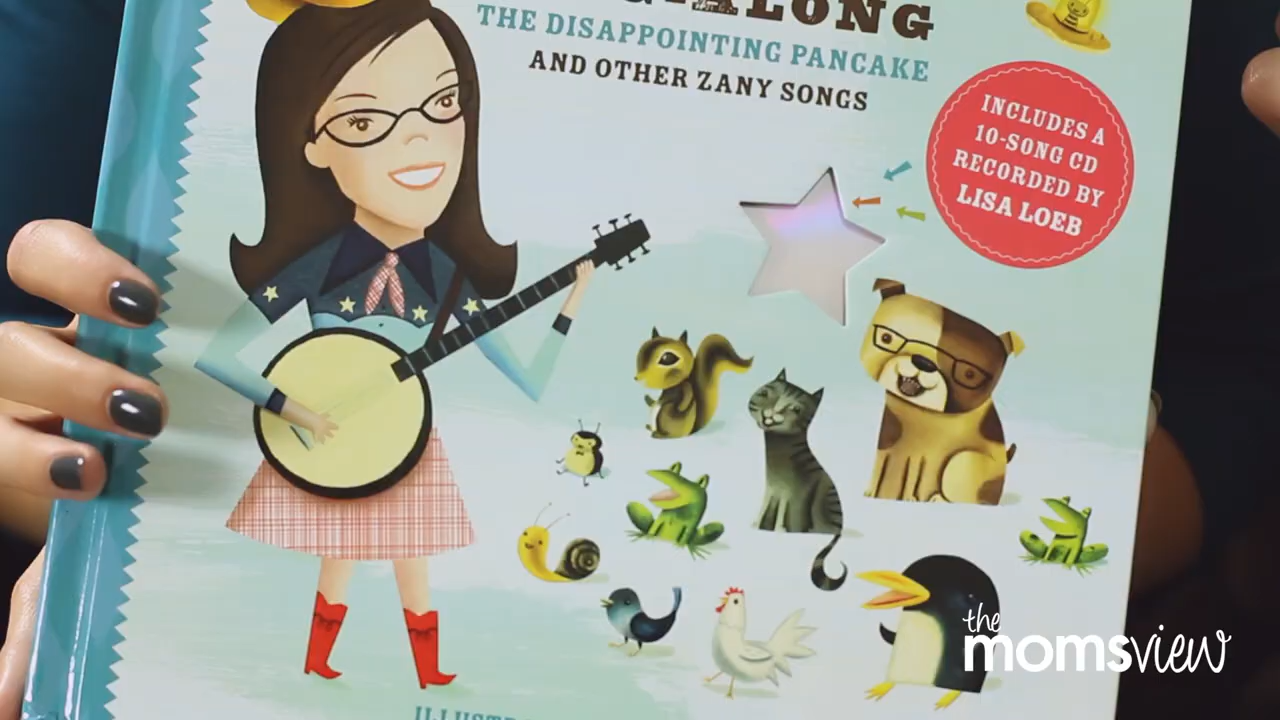 THE DISAPPOINTING PANCAKE
AND OTHER ZANY SONGS
INCLUDES A
10-SONG CD
RECORDED BY
LISA LOEB
the
momsview